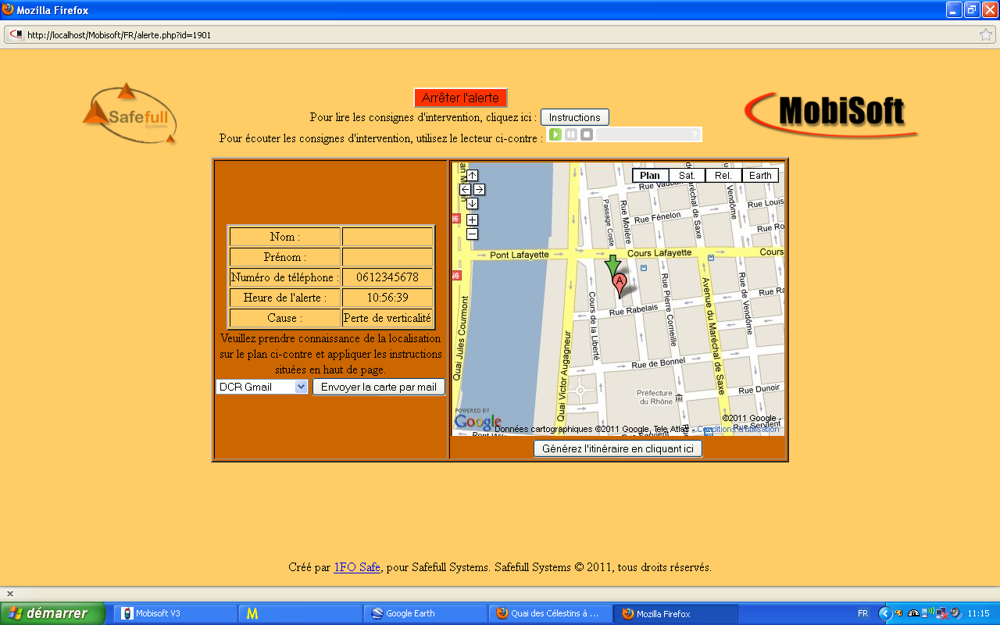 Mozilla Firefox
http://localhost/Mobisoft/FR/alerte.php?id=1901
Safefull
Systems
MobiSoft
Arrêter l'alerte
Pour lire les consignes d'intervention, cliquez ici : Instructions
Pour écouter les consignes d'intervention, utilisez le lecteur ci-contre : ?
Nom :
Prénom :
Numéro de téléphone : 0612345678
Heure de l'alerte : 10:56:39
Cause : Perte de verticalité
Veuillez prendre connaissance de la localisation
sur le plan ci-contre et appliquer les instructions
situées en haut de page.
DCR Gmail Envoyer la carte par mail
Plan Sat. Rel. Earth
Rue Vauban
Rue Louis
Rue Fénelon
Passage Coste
Rue Molière
Maréchal de Saxe
Vendôme
N6
Pont Lafayette
Cours Lafayette
Cours
A
N6
Rue Ra
Rue Rabelais
Quai Jules Courmont
Quai Victor Augagneur
Cours de la Liberté
Rue Pierre Corneille
Avenue du Maréchal de Saxe
Rue de Vendôme
Rue de Bonnel
Préfecture
du Rhône
Rue Dunoir
Rue Servient
POWERED BY
Google
©2011 Google -
Données cartographiques ©2011 Google, Tele Atlas - Conditions d'utilisation
Générez l'itinéraire en cliquant ici
Créé par 1FO Safe, pour Safefull Systems. Safefull Systems © 2011, tous droits réservés.
démarrer
Mobisoft V3
M
Google Earth
Quai des Célestins à ...
Mozilla Firefox
FR
11:15